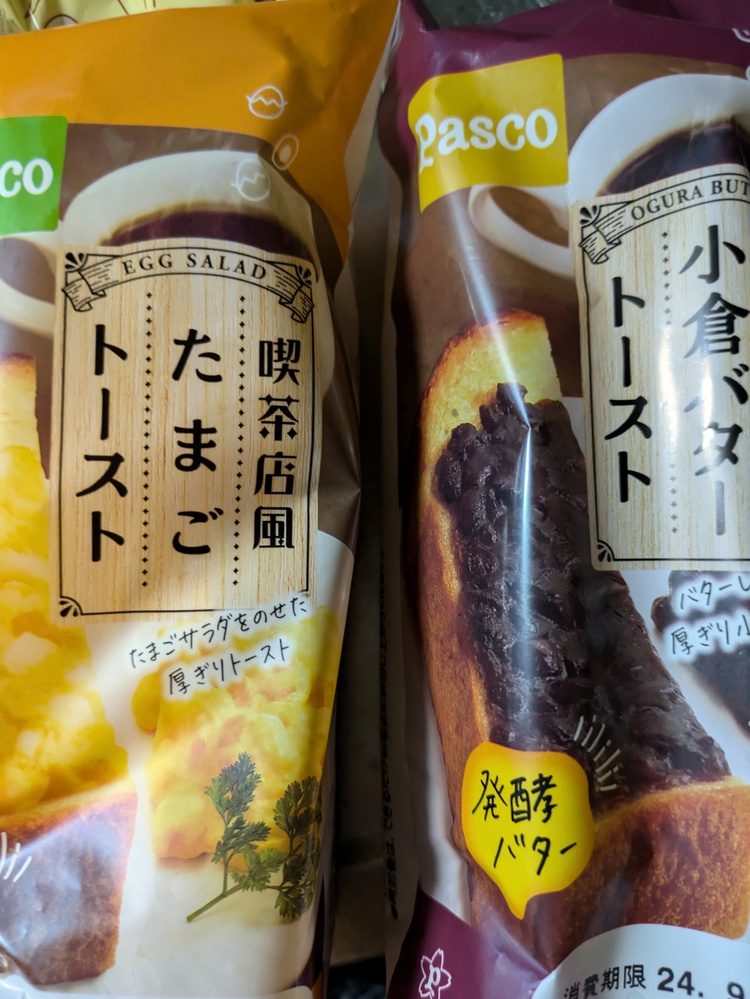 co
EGG SALAD
喫茶店風
たまご
トースト
たまごサラダをのせた
厚ぎりトースト
Pasco
OGURA BUT
小倉バター
トースト
バター
厚ぎり
発酵
バター
消費期限 24. 9